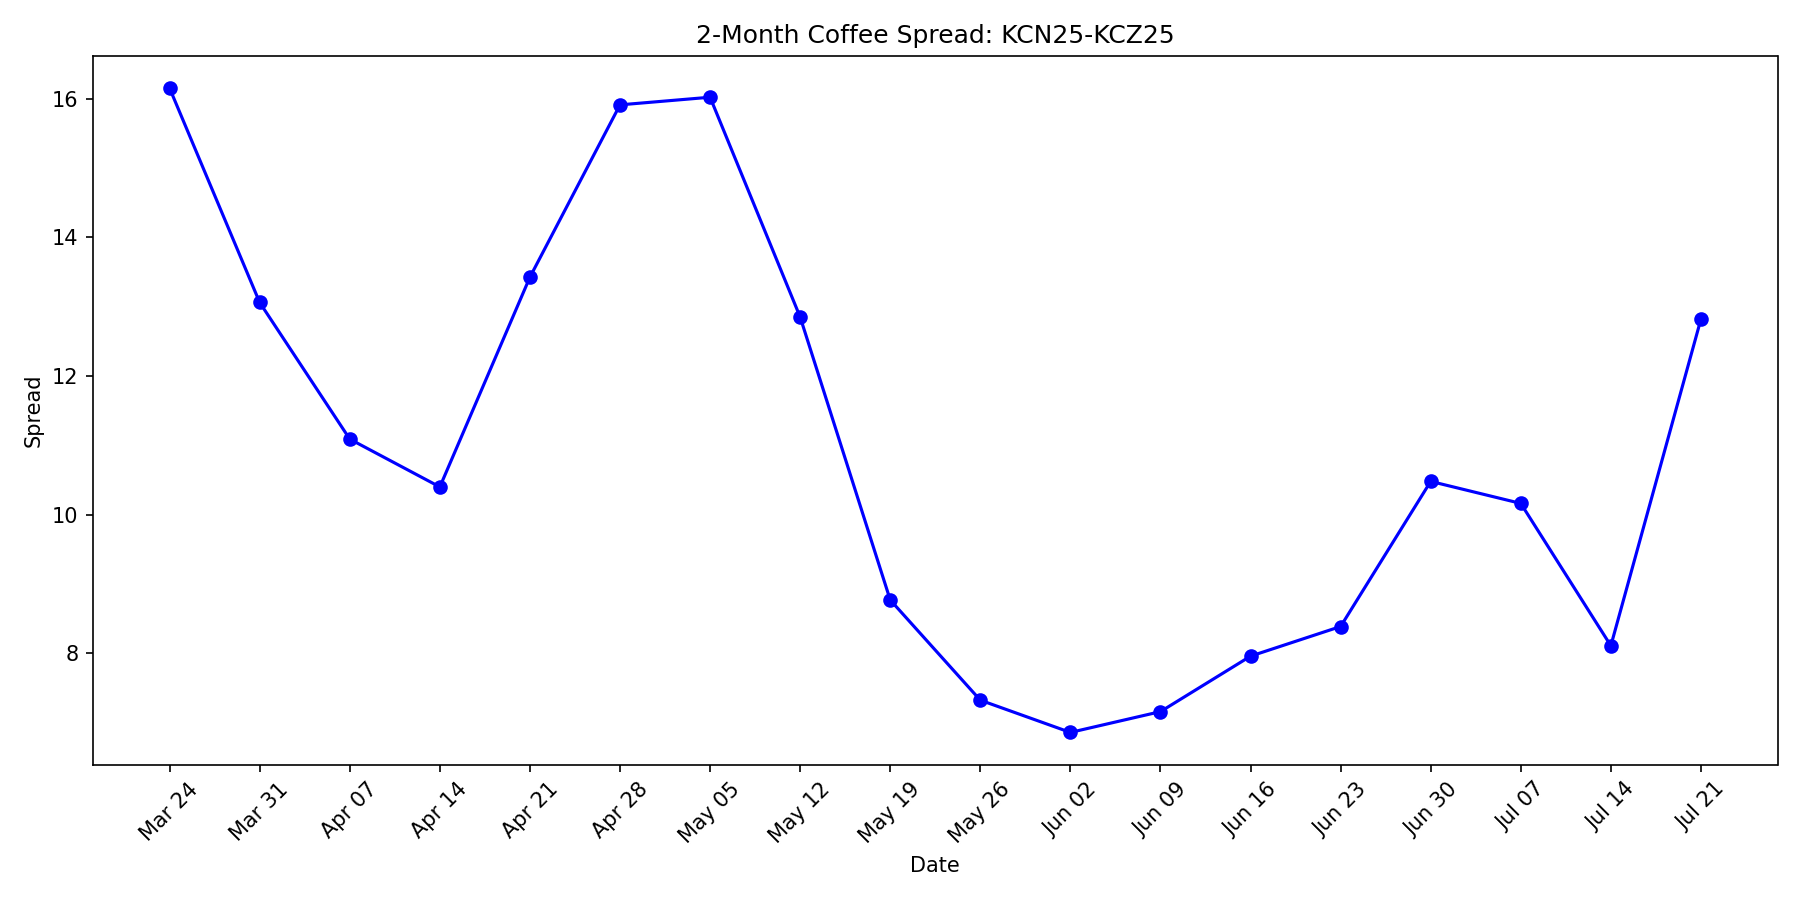 2-Month Coffee Spread: KCN25-KCZ25
Spread
16
14
12
10
8
Mar 24
Mar 31
Apr 07
Apr 14
Apr 21
Apr 28
May 05
May 12
May 19
May 26
Jun 02
Jun 09
Jun 16
Jun 23
Jun 30
Jul 07
Jul 14
Jul 21
Date